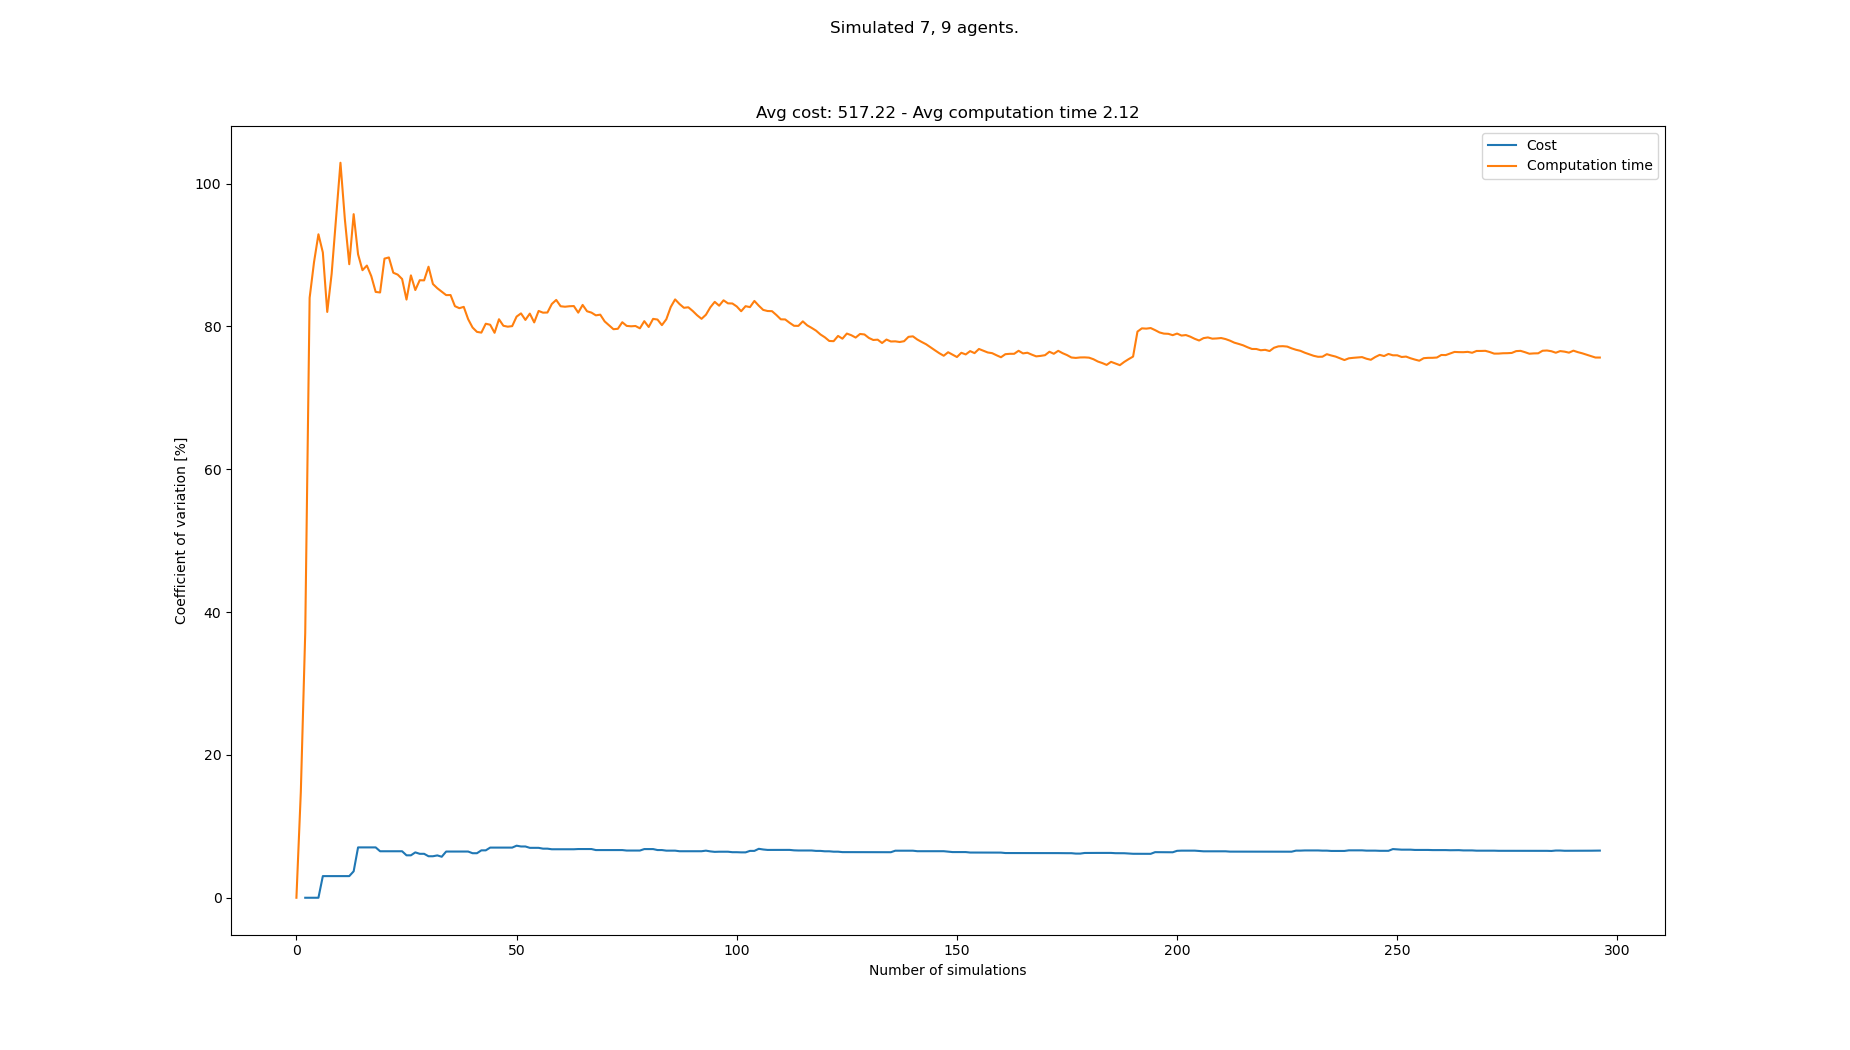 Simulated 7, 9 agents.
Avg cost: 517.22 - Avg computation time 2.12
Cost
Computation time
100
80
60
40
20
0
Coefficient of variation [%]
0 50 100 150 200 250 300
Number of simulations